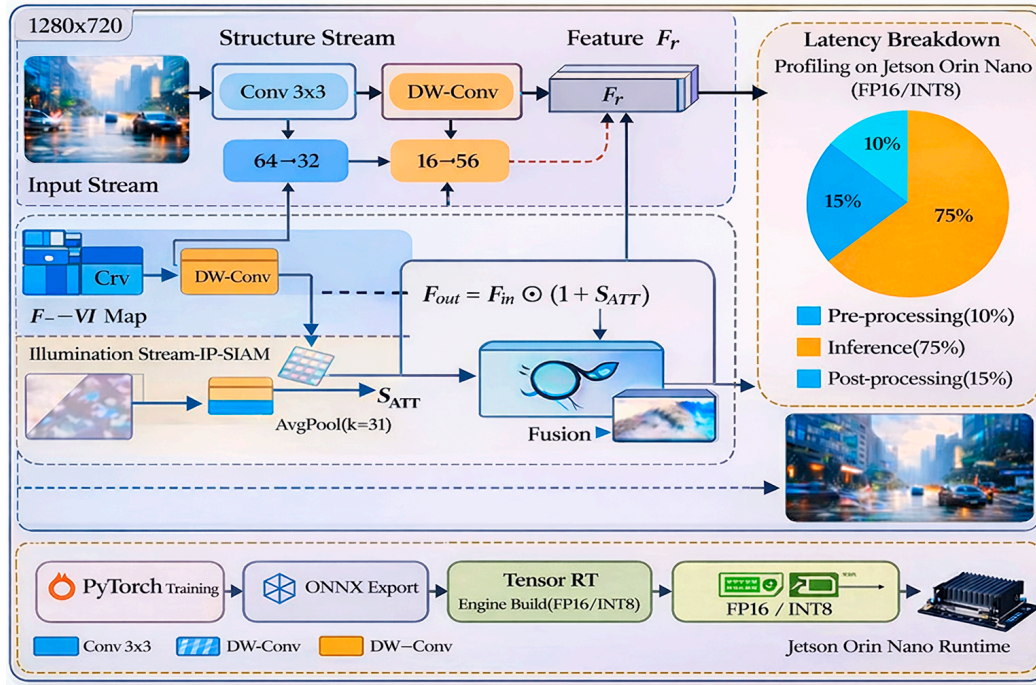 1280x720
Structure Stream
Feature F_r
Conv 3x3
DW-Conv
F_r
64→32
16→56
Input Stream
Latency Breakdown
Profiling on Jetson Orin Nano
(FP16/INT8)
10%
15%
75%
Pre-processing(10%)
Inference(75%)
Post-processing(15%)
Crv
DW-Conv
F-−VI Map
F_out = F_in ⊙ (1 + S_ATT)
Illumination Stream-IP-SIAM
S_ATT
AvgPool(k=31)
Fusion
PyTorch Training
ONNX Export
Tensor RT
Engine Build(FP16/INT8)
FP16 / INT8
Jetson Orin Nano Runtime
Conv 3x3
DW-Conv
DW−Conv